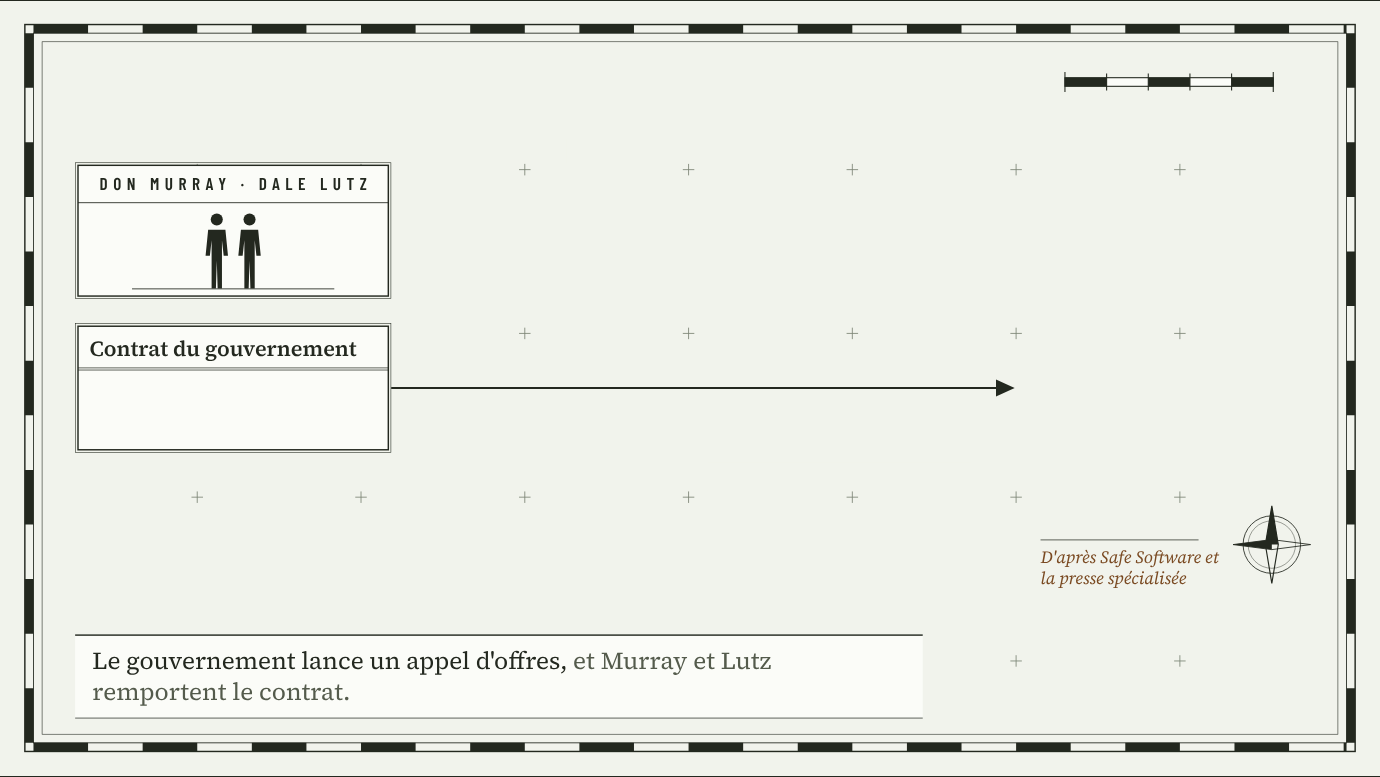 DON MURRAY · DALE LUTZ
Contrat du gouvernement
D'après Safe Software et
la presse spécialisée
Le gouvernement lance un appel d'offres, et Murray et Lutz
remportent le contrat.